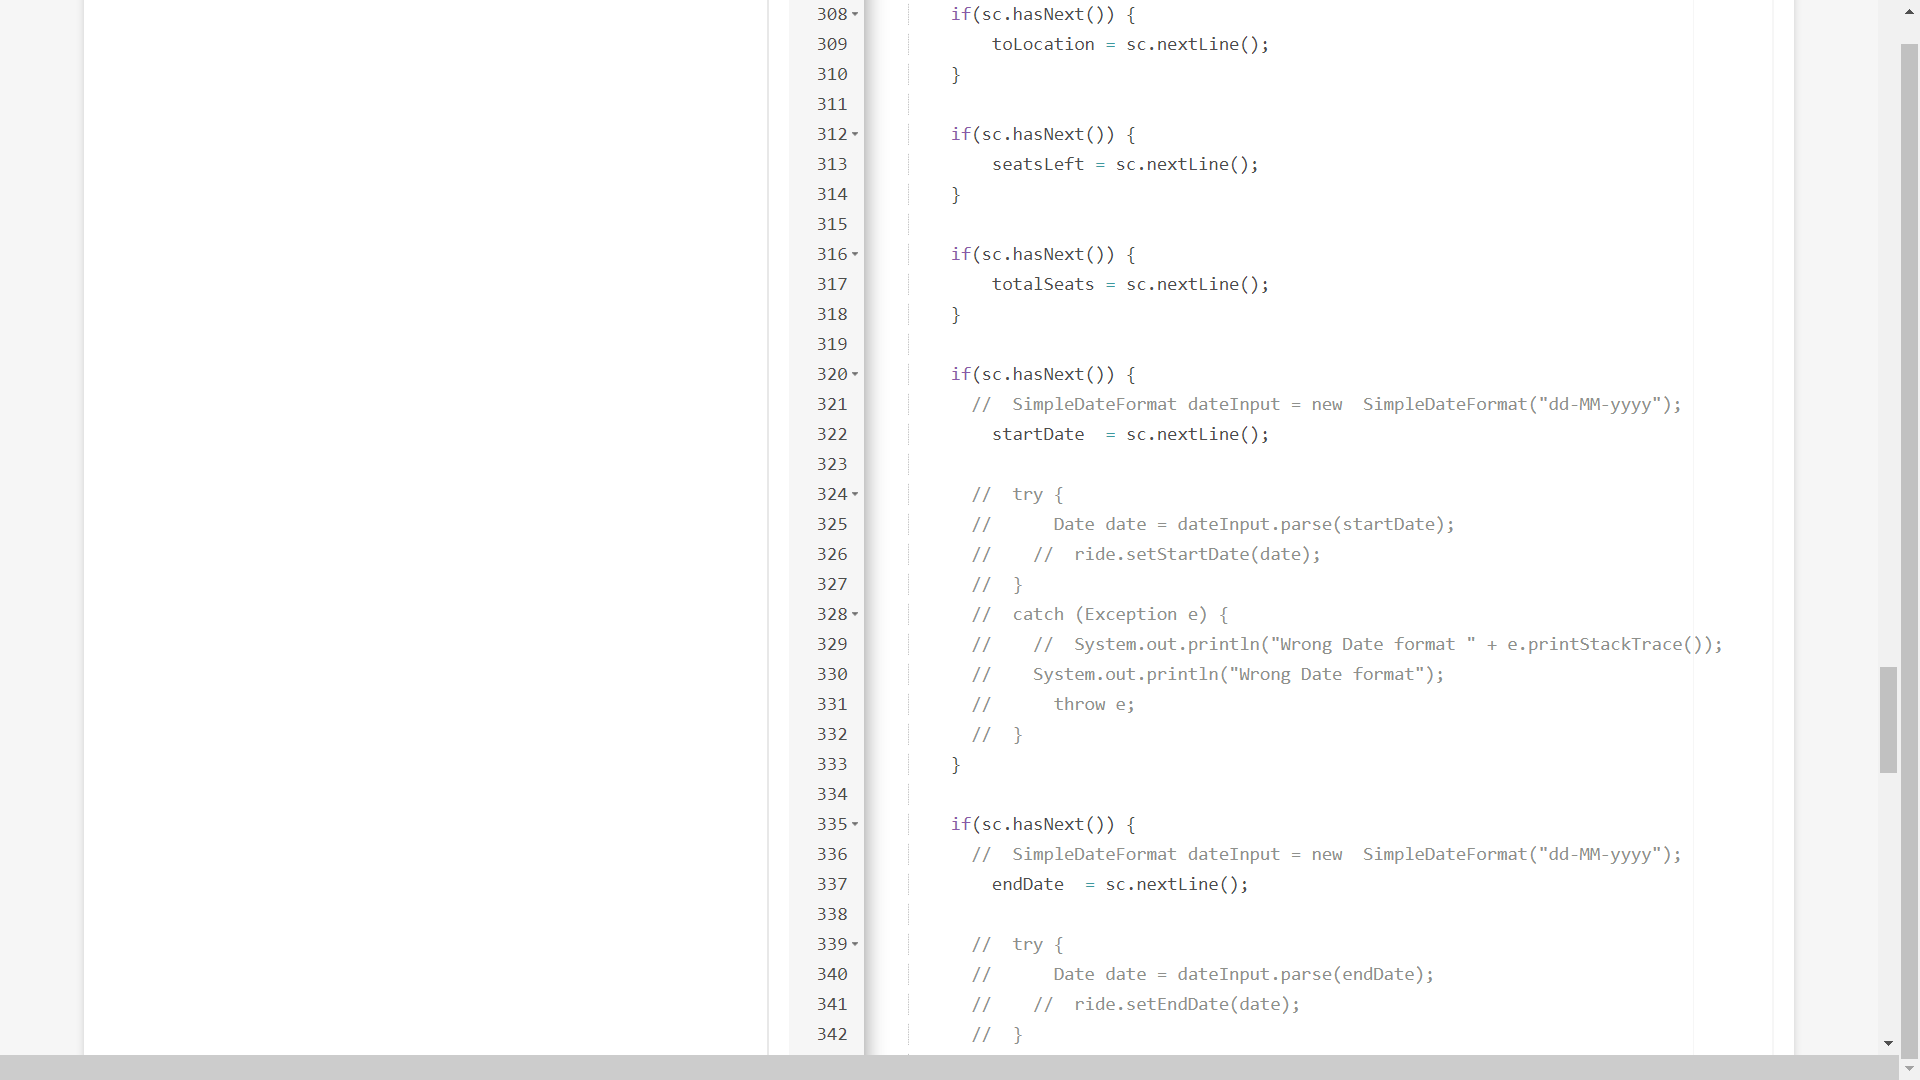 308 if(sc.hasNext()) {
309 toLocation = sc.nextLine();
310 }
311
312 if(sc.hasNext()) {
313 seatsLeft = sc.nextLine();
314 }
315
316 if(sc.hasNext()) {
317 totalSeats = sc.nextLine();
318 }
319
320 if(sc.hasNext()) {
321 //  SimpleDateFormat dateInput = new  SimpleDateFormat("dd-MM-yyyy");
322 startDate  = sc.nextLine();
323
324 //  try {
325 //      Date date = dateInput.parse(startDate);
326 //    //  ride.setStartDate(date);
327 //  }
328 //  catch (Exception e) {
329 //    //  System.out.println("Wrong Date format " + e.printStackTrace());
330 //    System.out.println("Wrong Date format");
331 //      throw e;
332 //  }
333 }
334
335 if(sc.hasNext()) {
336 //  SimpleDateFormat dateInput = new  SimpleDateFormat("dd-MM-yyyy");
337 endDate  = sc.nextLine();
338
339 //  try {
340 //      Date date = dateInput.parse(endDate);
341 //    //  ride.setEndDate(date);
342 //  }